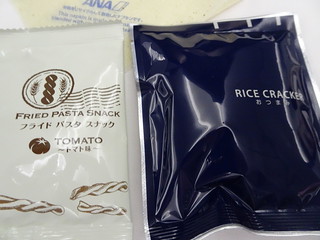 ANA
FRIED PASTA SNACK
フライド パスタ スナック
TOMATO
〜トマト味〜
RICE CRACKER
おつまみ